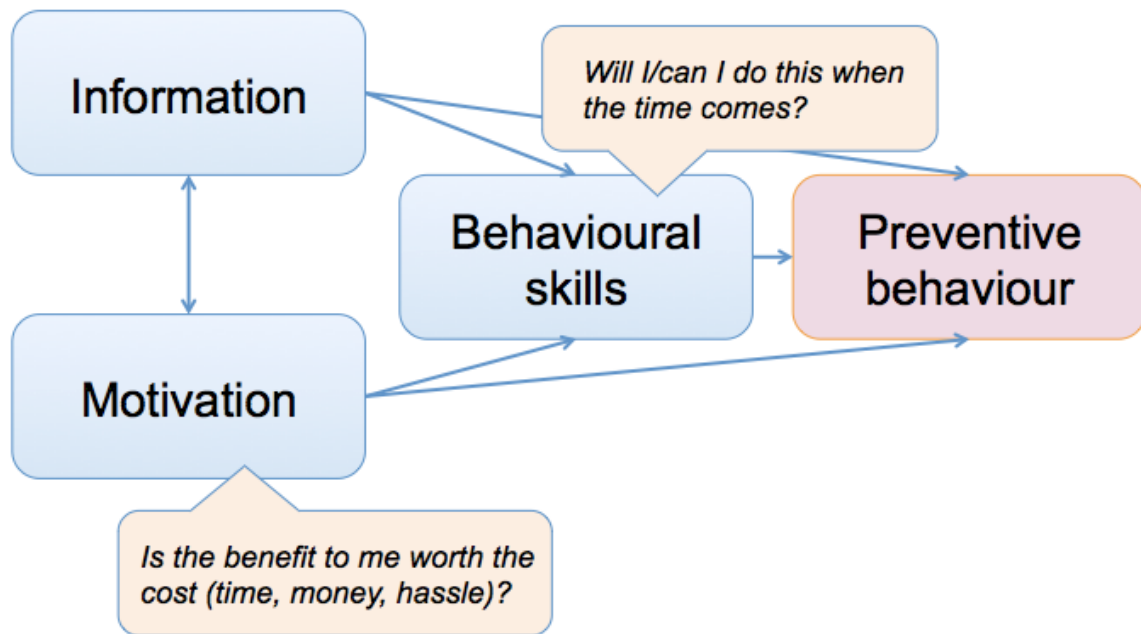 Information
Will I/can I do this when
the time comes?
Behavioural
skills
Preventive
behaviour
Motivation
Is the benefit to me worth the
cost (time, money, hassle)?